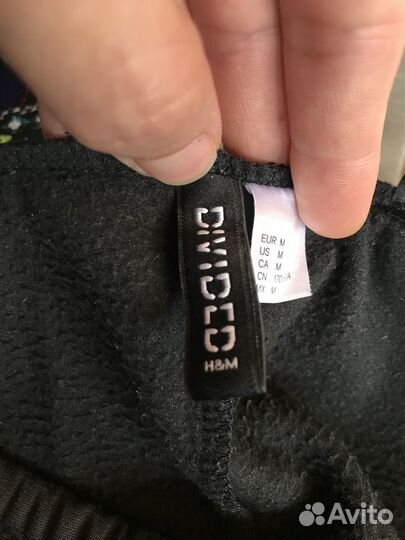 DIVIDED
H&M
EUR M
US M
CA M
CN 170
MX M
Avito